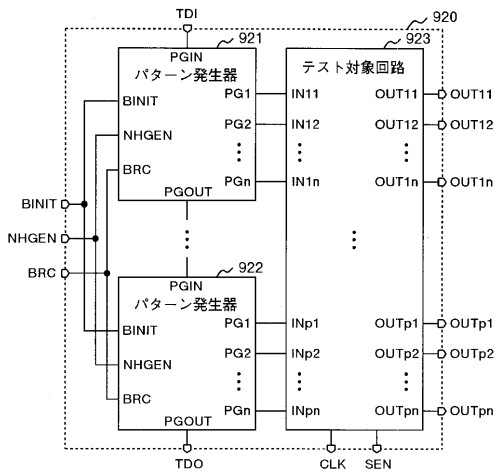 TDI
920
921
923
PGIN
パターン発生器
テスト対象回路
BINIT
NHGEN
BRC
PG1
PG2
PGn
PGOUT
IN11
IN12
IN1n
OUT11
OUT12
OUT1n
OUT11
OUT12
OUT1n
BINIT
NHGEN
BRC
922
PGIN
パターン発生器
BINIT
NHGEN
BRC
PG1
PG2
PGn
PGOUT
INp1
INp2
INpn
OUTp1
OUTp2
OUTpn
OUTp1
OUTp2
OUTpn
TDO
CLK
SEN